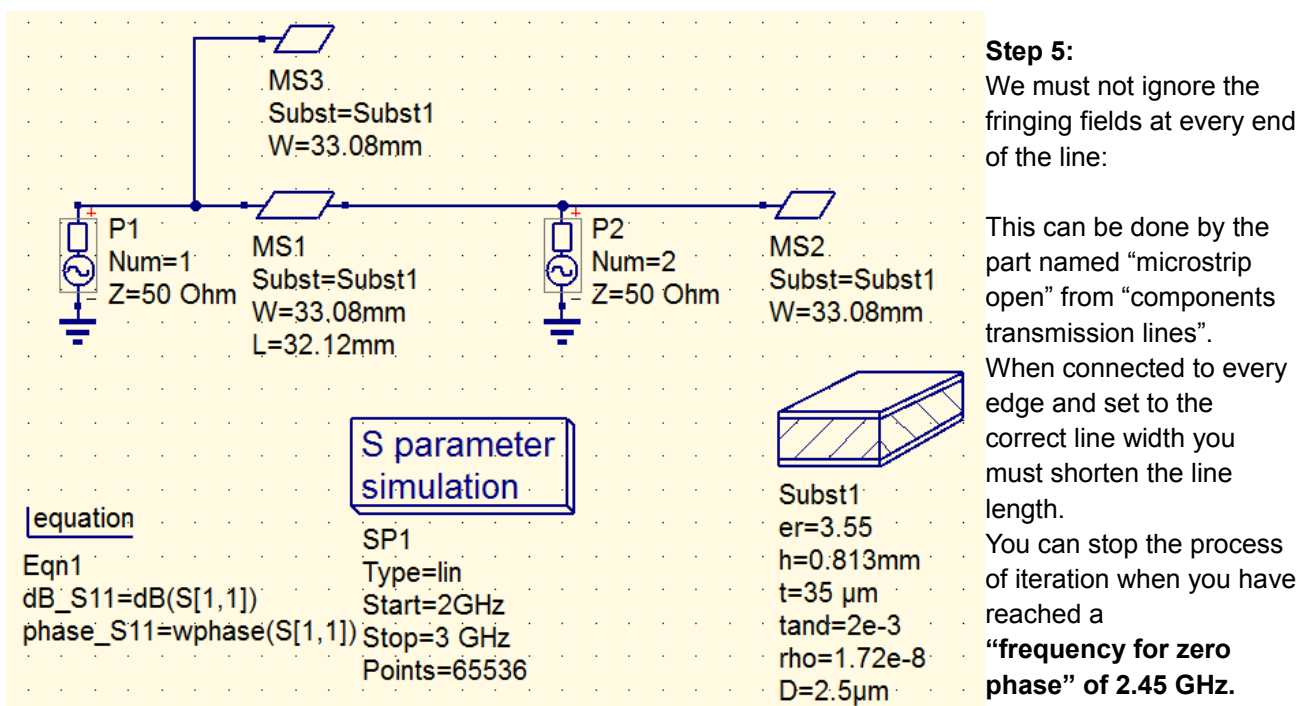 MS3
Subst=Subst1
W=33.08mm
P1
Num=1
Z=50 Ohm
MS1
Subst=Subst1
W=33.08mm
L=32.12mm
P2
Num=2
Z=50 Ohm
MS2
Subst=Subst1
W=33.08mm
equation
Eqn1
dB_S11=dB(S[1,1])
phase_S11=wphase(S[1,1])
S parameter
simulation
SP1
Type=lin
Start=2GHz
Stop=3 GHz
Points=65536
Subst1
er=3.55
h=0.813mm
t=35 µm
tand=2e-3
rho=1.72e-8
D=2.5µm
Step 5:
We must not ignore the
fringing fields at every end
of the line:
This can be done by the
part named “microstrip
open” from “components
transmission lines”.
When connected to every
edge and set to the
correct line width you
must shorten the line
length.
You can stop the process
of iteration when you have
reached a
“frequency for zero
phase” of 2.45 GHz.